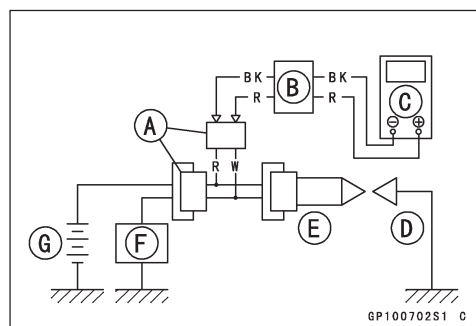 BK BK
R R
B
C
⊖ ⊕
A
R W
G F E D
GP100702S1 C